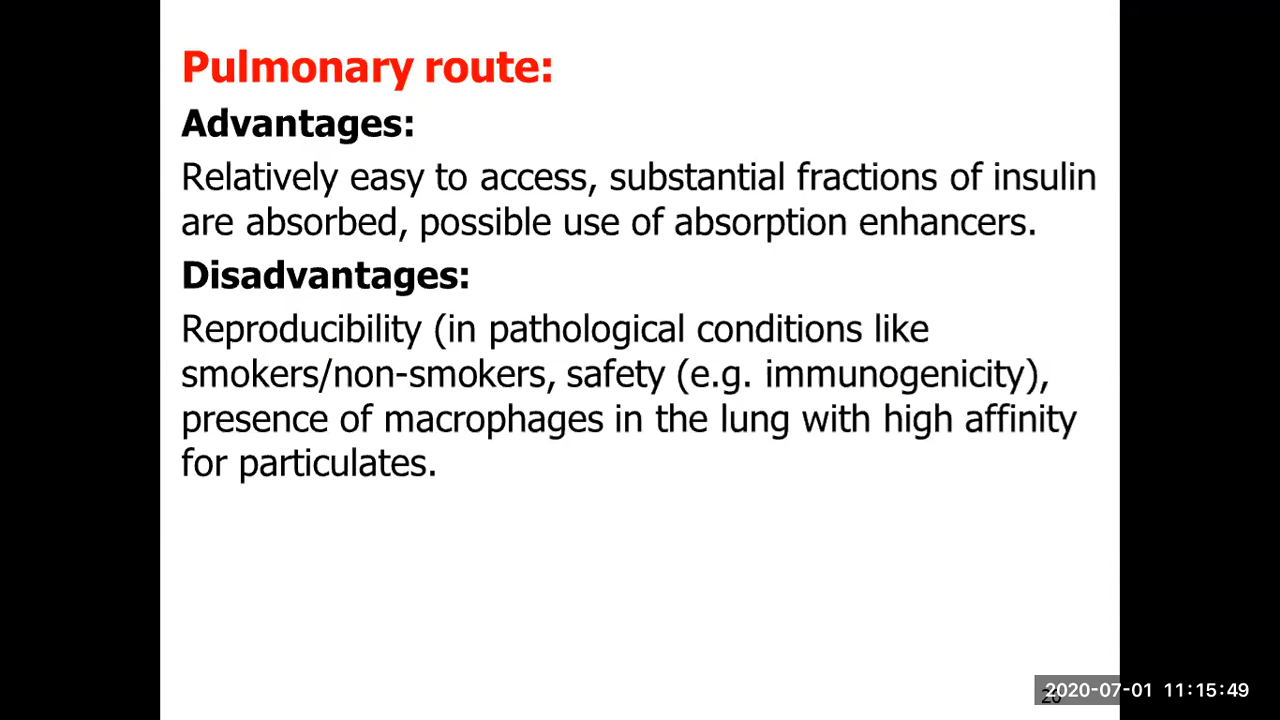 Pulmonary route:
Advantages:
Relatively easy to access, substantial fractions of insulin
are absorbed, possible use of absorption enhancers.
Disadvantages:
Reproducibility (in pathological conditions like
smokers/non-smokers, safety (e.g. immunogenicity),
presence of macrophages in the lung with high affinity
for particulates.
2020-07-01 11:15:49